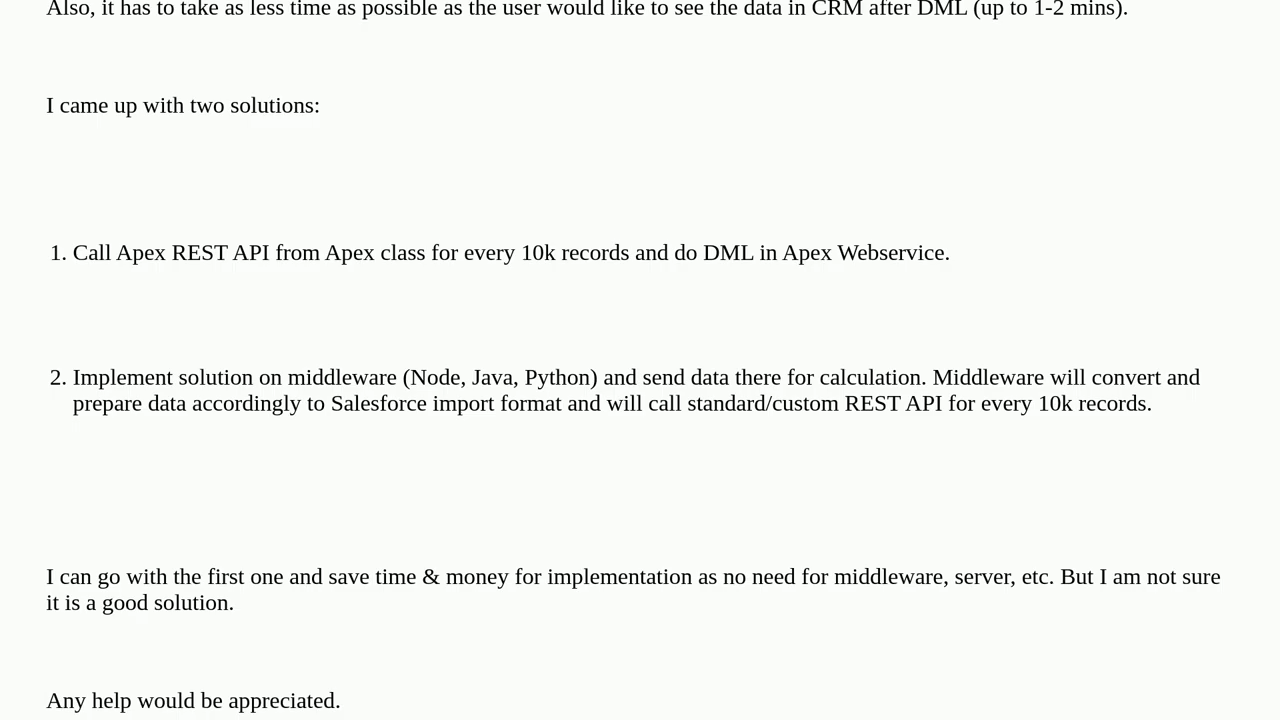 Also, it has to take as less time as possible as the user would like to see the data in CRM after DML (up to 1-2 mins).
I came up with two solutions:
1. Call Apex REST API from Apex class for every 10k records and do DML in Apex Webservice.
2. Implement solution on middleware (Node, Java, Python) and send data there for calculation. Middleware will convert and
prepare data accordingly to Salesforce import format and will call standard/custom REST API for every 10k records.
I can go with the first one and save time & money for implementation as no need for middleware, server, etc. But I am not sure
it is a good solution.
Any help would be appreciated.